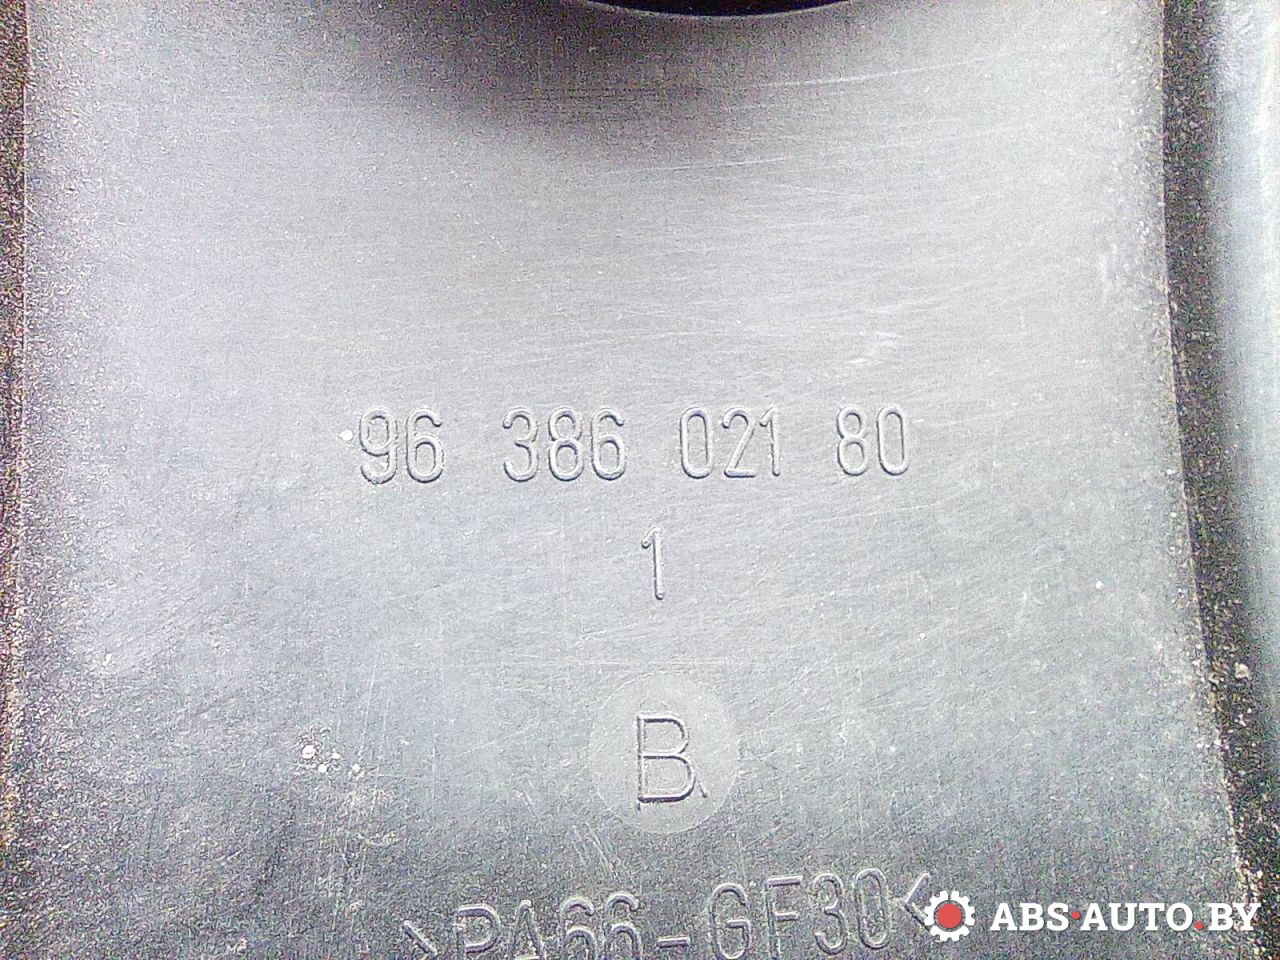 96 386 021 80
1
B
>PA66-GF30<
ABS·AUTO.BY